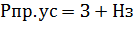 Рпр.ус = З + Нз